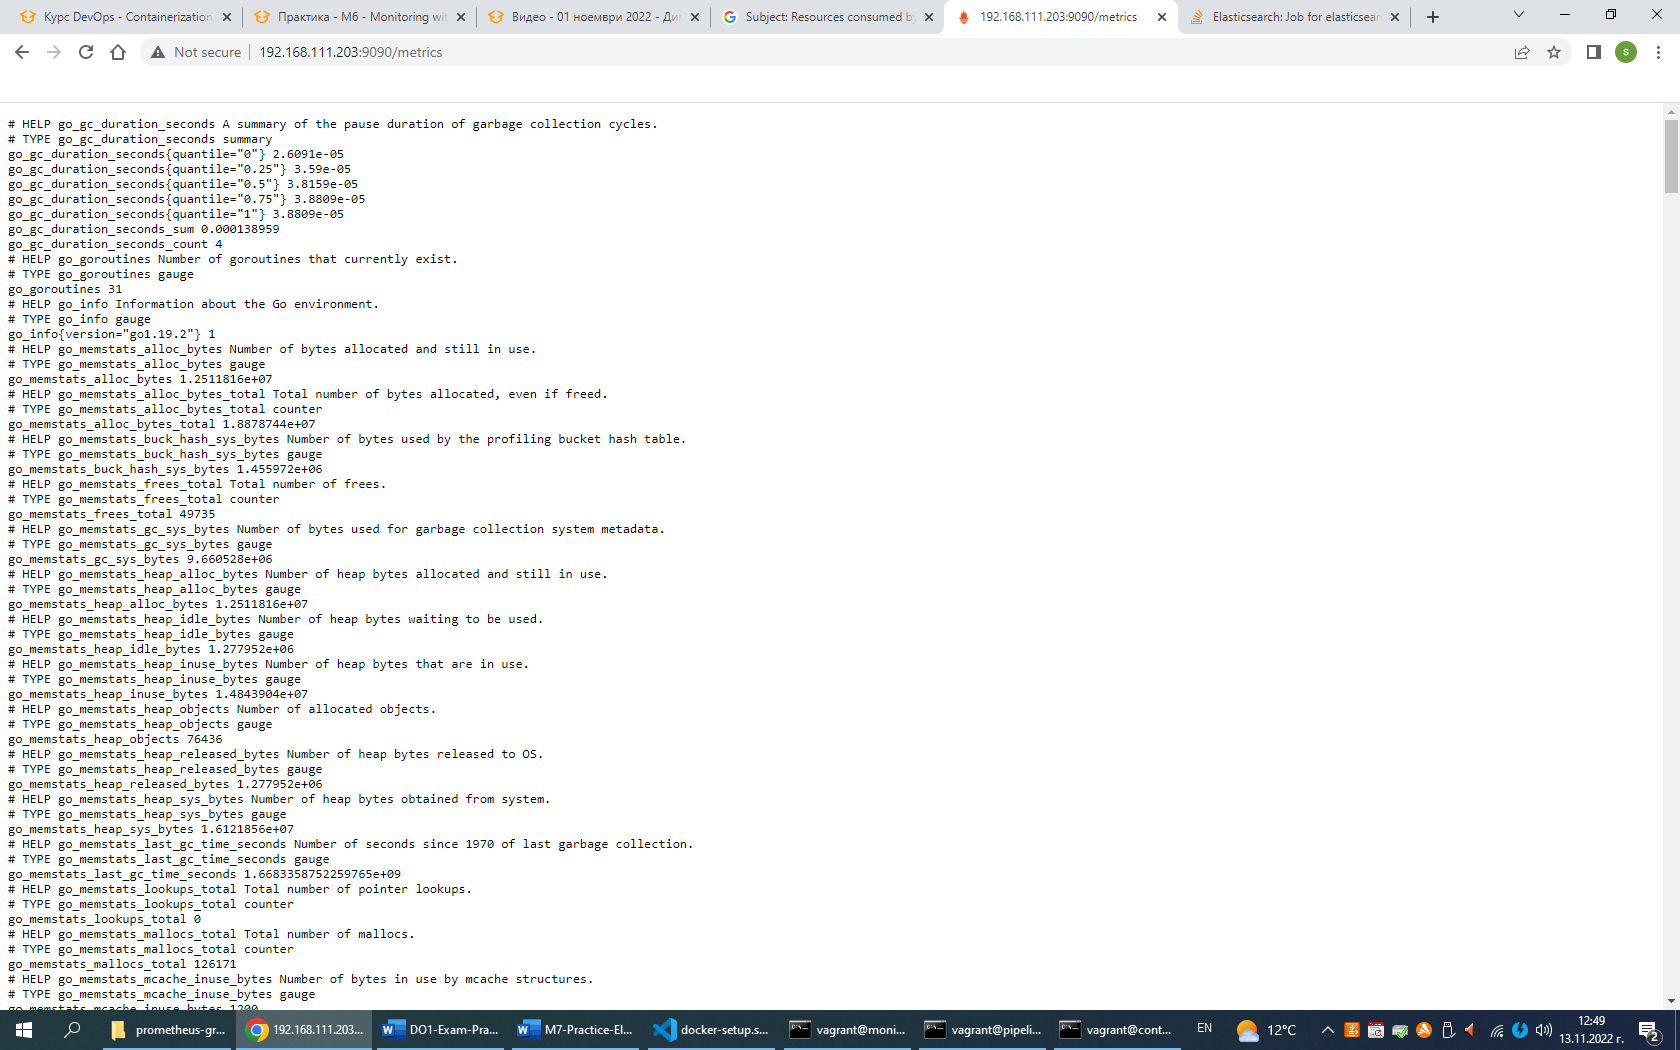 Курс DevOps - Containerization,
Практика - M6 - Monitoring wit
Видео - 01 ноември 2022 - Ди
Subject: Resources consumed by
192.168.111.203:9090/metrics
Elasticsearch: Job for elasticsear
Not secure
192.168.111.203:9090/metrics
S
# HELP go_gc_duration_seconds A summary of the pause duration of garbage collection cycles.
# TYPE go_gc_duration_seconds summary
go_gc_duration_seconds{quantile="0"} 2.6091e-05
go_gc_duration_seconds{quantile="0.25"} 3.59e-05
go_gc_duration_seconds{quantile="0.5"} 3.8159e-05
go_gc_duration_seconds{quantile="0.75"} 3.8809e-05
go_gc_duration_seconds{quantile="1"} 3.8809e-05
go_gc_duration_seconds_sum 0.000138959
go_gc_duration_seconds_count 4
# HELP go_goroutines Number of goroutines that currently exist.
# TYPE go_goroutines gauge
go_goroutines 31
# HELP go_info Information about the Go environment.
# TYPE go_info gauge
go_info{version="go1.19.2"} 1
# HELP go_memstats_alloc_bytes Number of bytes allocated and still in use.
# TYPE go_memstats_alloc_bytes gauge
go_memstats_alloc_bytes 1.2511816e+07
# HELP go_memstats_alloc_bytes_total Total number of bytes allocated, even if freed.
# TYPE go_memstats_alloc_bytes_total counter
go_memstats_alloc_bytes_total 1.8878744e+07
# HELP go_memstats_buck_hash_sys_bytes Number of bytes used by the profiling bucket hash table.
# TYPE go_memstats_buck_hash_sys_bytes gauge
go_memstats_buck_hash_sys_bytes 1.455972e+06
# HELP go_memstats_frees_total Total number of frees.
# TYPE go_memstats_frees_total counter
go_memstats_frees_total 49735
# HELP go_memstats_gc_sys_bytes Number of bytes used for garbage collection system metadata.
# TYPE go_memstats_gc_sys_bytes gauge
go_memstats_gc_sys_bytes 9.660528e+06
# HELP go_memstats_heap_alloc_bytes Number of heap bytes allocated and still in use.
# TYPE go_memstats_heap_alloc_bytes gauge
go_memstats_heap_alloc_bytes 1.2511816e+07
# HELP go_memstats_heap_idle_bytes Number of heap bytes waiting to be used.
# TYPE go_memstats_heap_idle_bytes gauge
go_memstats_heap_idle_bytes 1.277952e+06
# HELP go_memstats_heap_inuse_bytes Number of heap bytes that are in use.
# TYPE go_memstats_heap_inuse_bytes gauge
go_memstats_heap_inuse_bytes 1.4843904e+07
# HELP go_memstats_heap_objects Number of allocated objects.
# TYPE go_memstats_heap_objects gauge
go_memstats_heap_objects 76436
# HELP go_memstats_heap_released_bytes Number of heap bytes released to OS.
# TYPE go_memstats_heap_released_bytes gauge
go_memstats_heap_released_bytes 1.277952e+06
# HELP go_memstats_heap_sys_bytes Number of heap bytes obtained from system.
# TYPE go_memstats_heap_sys_bytes gauge
go_memstats_heap_sys_bytes 1.6121856e+07
# HELP go_memstats_last_gc_time_seconds Number of seconds since 1970 of last garbage collection.
# TYPE go_memstats_last_gc_time_seconds gauge
go_memstats_last_gc_time_seconds 1.6683358752259765e+09
# HELP go_memstats_lookups_total Total number of pointer lookups.
# TYPE go_memstats_lookups_total counter
go_memstats_lookups_total 0
# HELP go_memstats_mallocs_total Total number of mallocs.
# TYPE go_memstats_mallocs_total counter
go_memstats_mallocs_total 126171
# HELP go_memstats_mcache_inuse_bytes Number of bytes in use by mcache structures.
# TYPE go_memstats_mcache_inuse_bytes gauge
go_memstats_mcache_inuse_bytes 1200
prometheus-gr...
192.168.111.203...
DO1-Exam-Pra...
M7-Practice-El...
docker-setup.s...
vagrant@moni...
vagrant@pipeli...
vagrant@cont...
EN
12°C
12:49
13.11.2022 г.
2